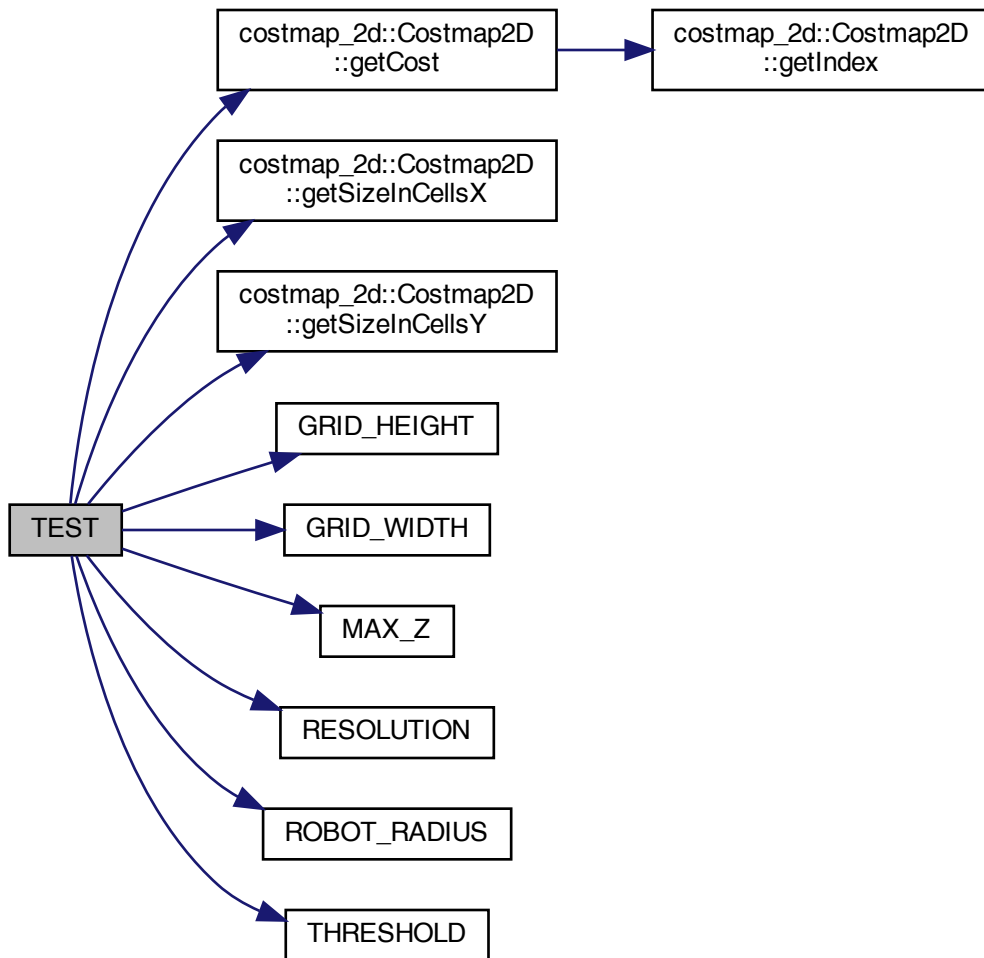 costmap_2d::Costmap2D
::getCost
costmap_2d::Costmap2D
::getIndex
costmap_2d::Costmap2D
::getSizeInCellsX
costmap_2d::Costmap2D
::getSizeInCellsY
GRID_HEIGHT
TEST
GRID_WIDTH
MAX_Z
RESOLUTION
ROBOT_RADIUS
THRESHOLD